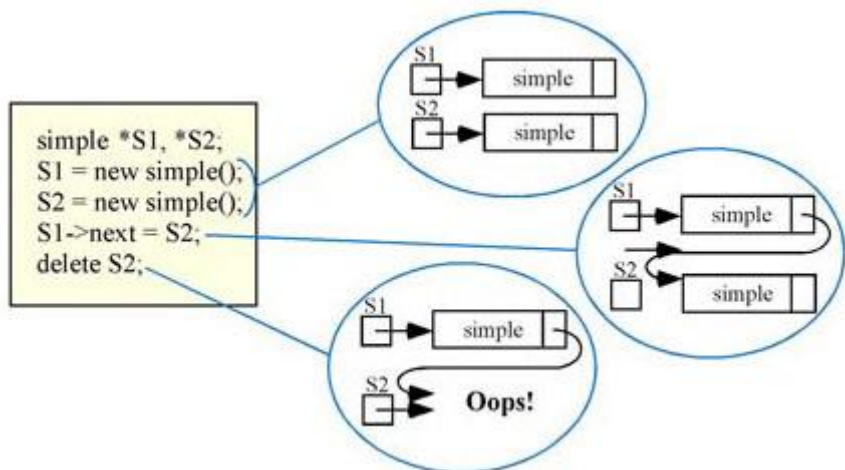 simple *S1, *S2;
S1 = new simple();
S2 = new simple();
S1->next = S2;
delete S2;
S1
simple
S2
simple
S1
simple
S2
simple
S1
simple
S2
Oops!